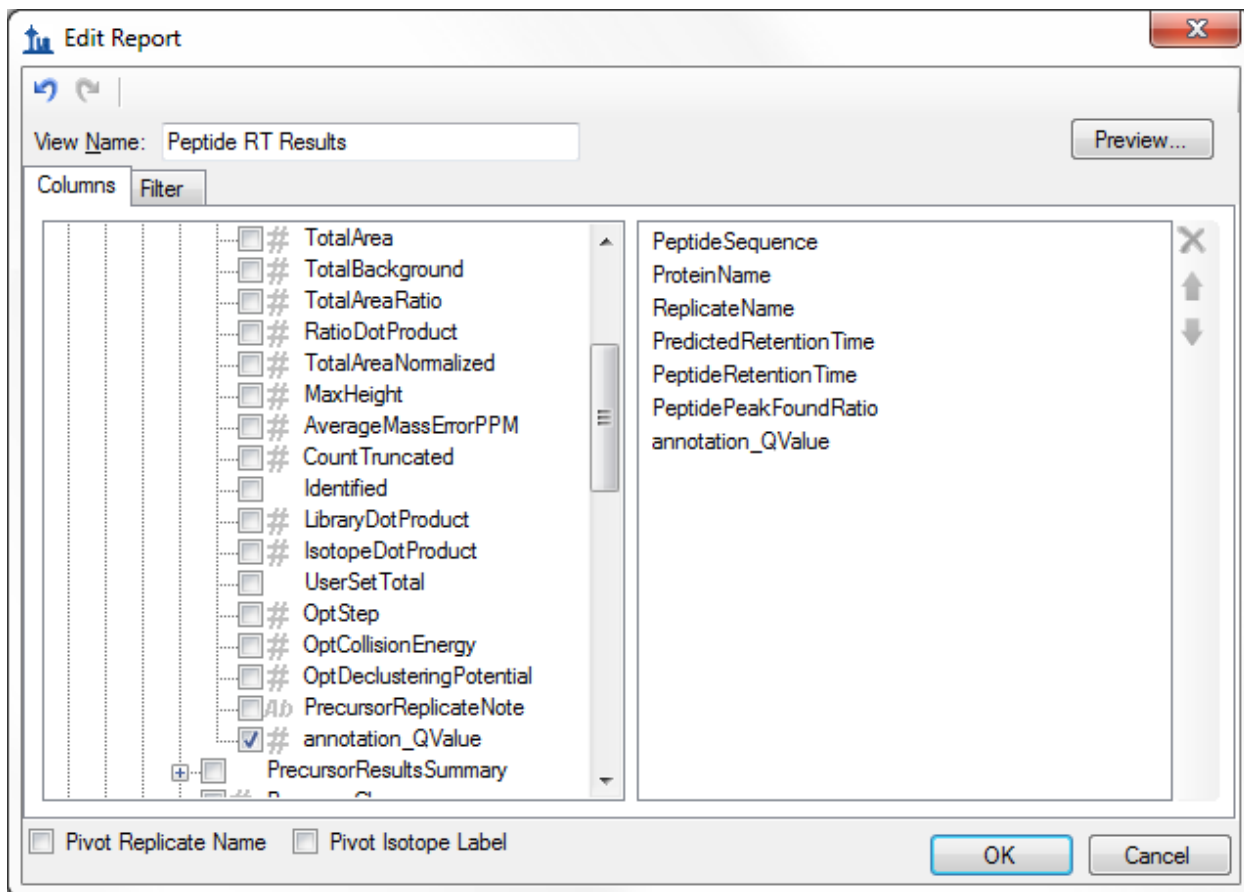 Edit Report
View Name: Peptide RT Results
Preview...
Columns
Filter
TotalArea
TotalBackground
TotalAreaRatio
RatioDotProduct
TotalAreaNormalized
MaxHeight
AverageMassErrorPPM
CountTruncated
Identified
LibraryDotProduct
IsotopeDotProduct
UserSetTotal
OptStep
OptCollisionEnergy
OptDeclusteringPotential
Ab PrecursorReplicateNote
annotation_QValue
PrecursorResultsSummary
PeptideSequence
ProteinName
ReplicateName
PredictedRetentionTime
PeptideRetentionTime
PeptidePeakFoundRatio
annotation_QValue
Pivot Replicate Name
Pivot Isotope Label
OK
Cancel